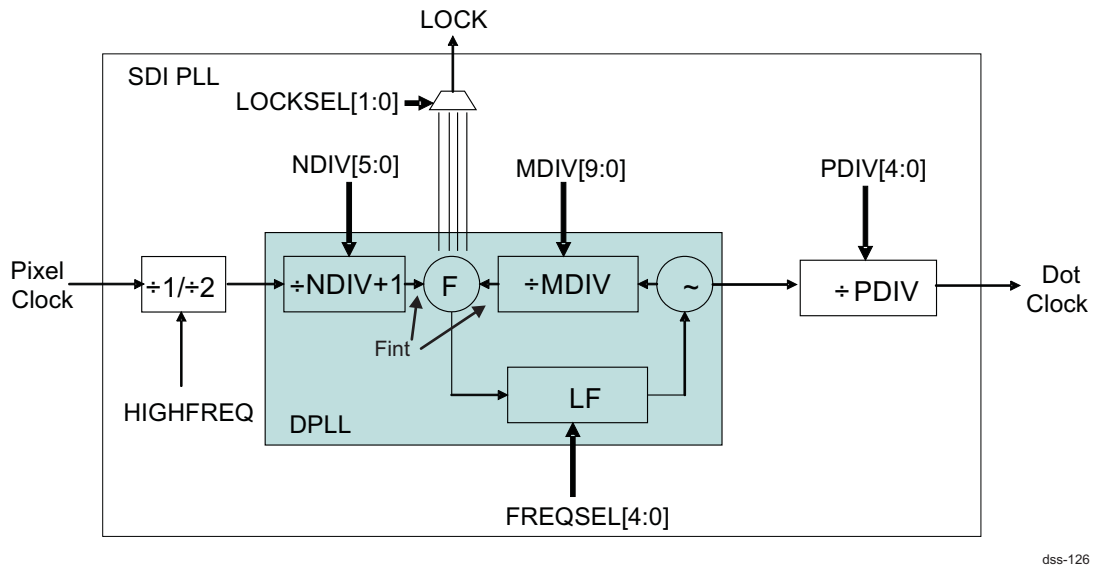 LOCK
SDI PLL
LOCKSEL[1:0]
NDIV[5:0]
MDIV[9:0]
PDIV[4:0]
Pixel
Clock
÷1/÷2
÷NDIV+1
F
÷MDIV
~
÷PDIV
Dot
Clock
Fint
HIGHFREQ
LF
DPLL
FREQSEL[4:0]
dss-126